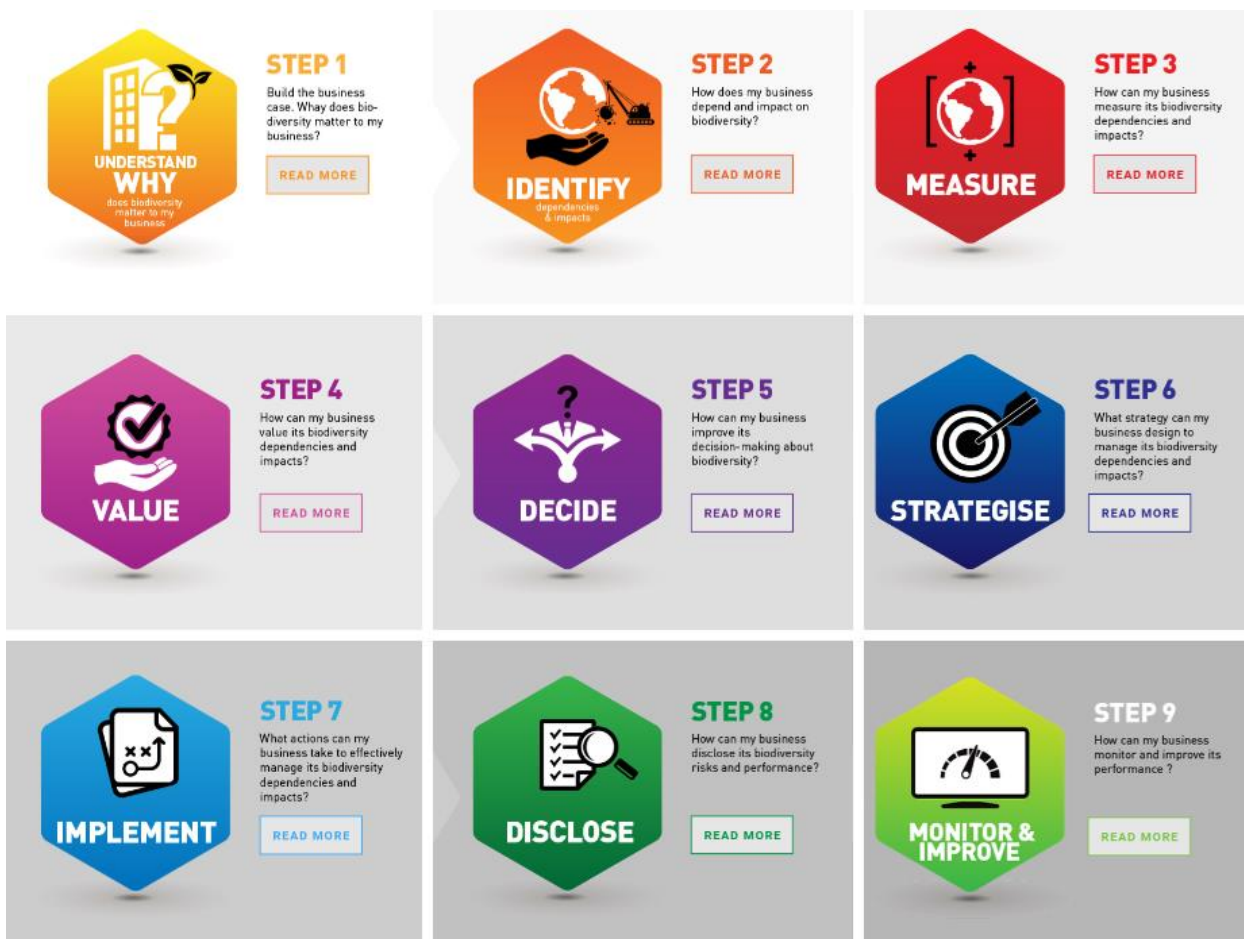 UNDERSTAND
WHY
does biodiversity
matter to my
business
STEP 1
Build the business
case. Whay does bio-
diversity matter to my
business?
READ MORE
IDENTIFY
dependencies
& impacts
STEP 2
How does my business
depend and impact on
biodiversity?
READ MORE
MEASURE
STEP 3
How can my business
measure its biodiversity
dependencies and
impacts?
READ MORE
VALUE
STEP 4
How can my business
value its biodiversity
dependencies and
impacts?
READ MORE
DECIDE
STEP 5
How can my business
improve its
decision-making about
biodiversity?
READ MORE
STRATEGISE
STEP 6
What strategy can my
business design to
manage its biodiversity
dependencies and
impacts?
READ MORE
IMPLEMENT
STEP 7
What actions can my
business take to effectively
manage its biodiversity
dependencies and
impacts?
READ MORE
DISCLOSE
STEP 8
How can my business
disclose its biodiversity
risks and performance?
READ MORE
MONITOR &
IMPROVE
STEP 9
How can my business
monitor and improve its
performance ?
READ MORE